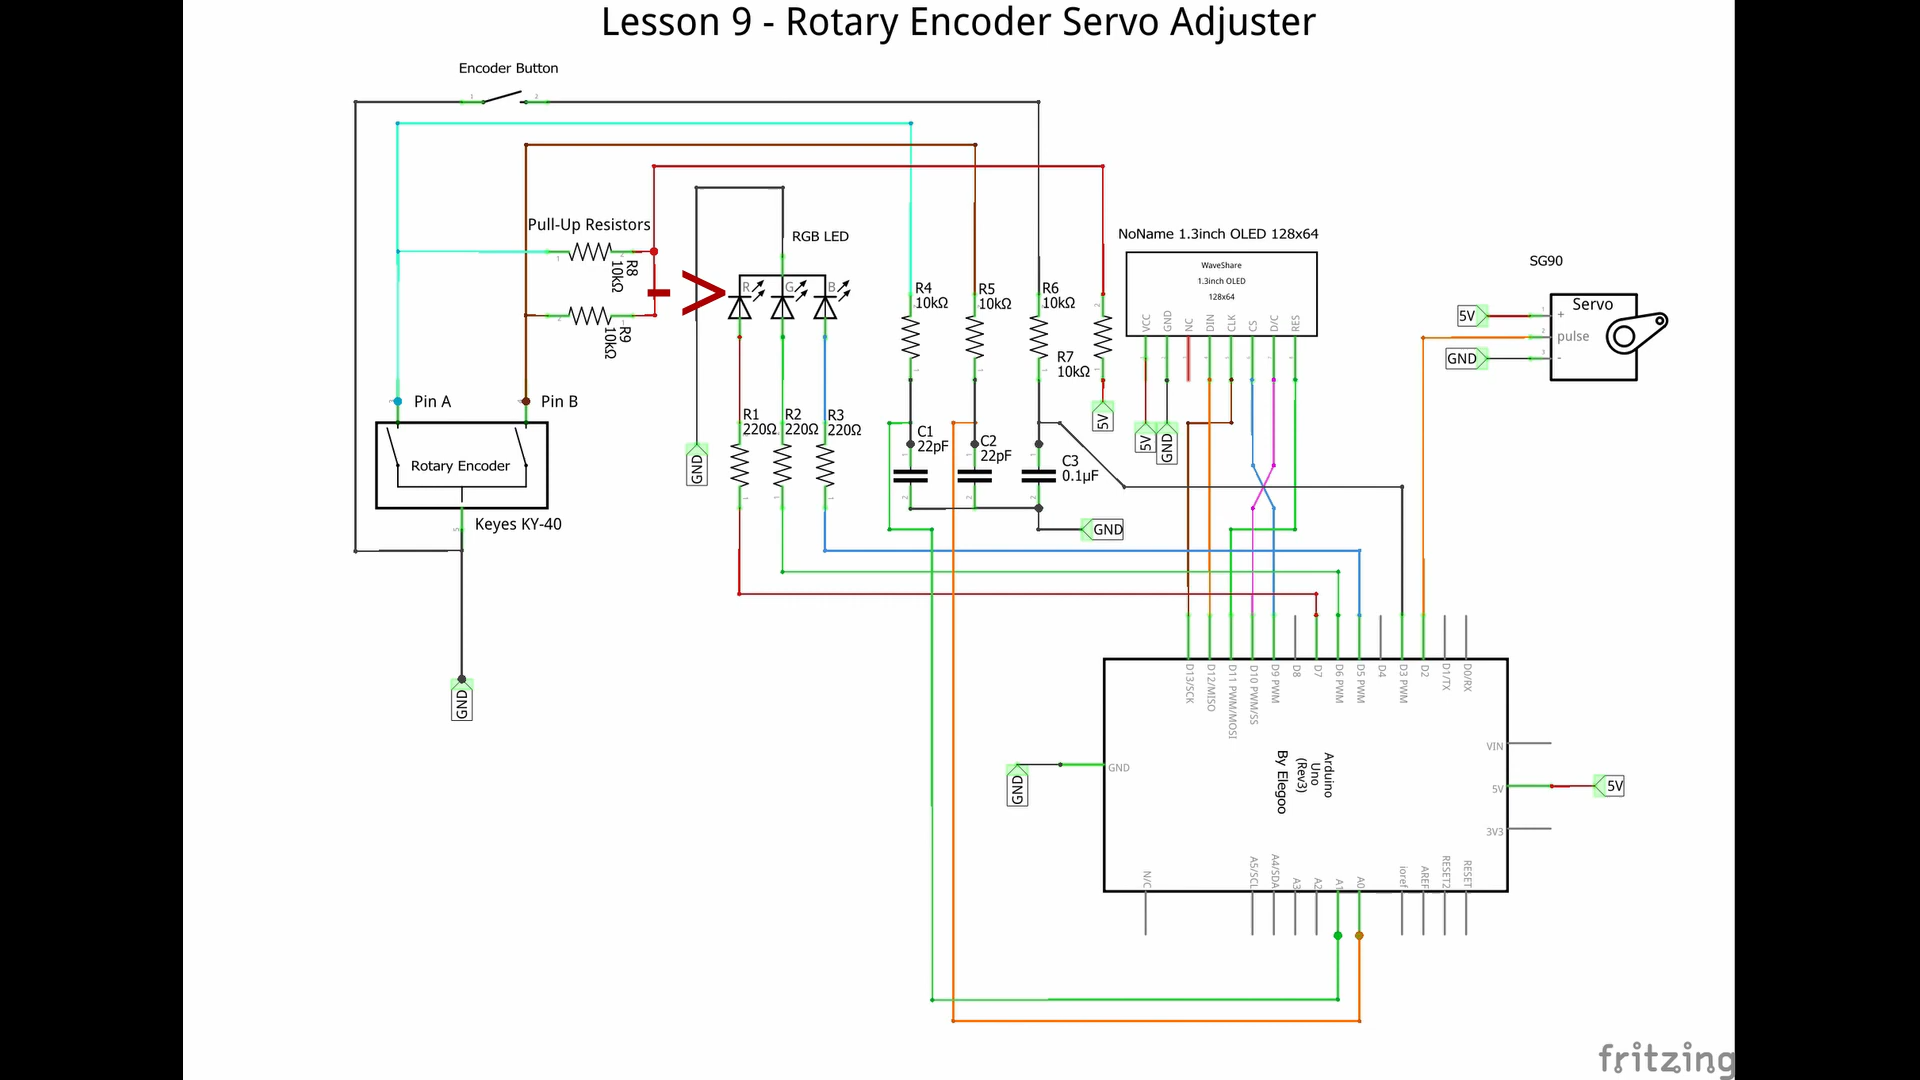 Lesson 9 - Rotary Encoder Servo Adjuster
Encoder Button
1
2
Pull-Up Resistors
RGB LED
NoName 1.3inch OLED 128x64
SG90
R8
10kΩ
R9
10kΩ
R
G
B
R4
10kΩ
R5
10kΩ
R6
10kΩ
R7
10kΩ
WaveShare
1.3inch OLED
128x64
VCC
GND
NC
DIN
CLK
CS
D/C
RES
Servo
+
pulse
-
5V
GND
5V
5V
GND
Pin A
Pin B
Rotary Encoder
Keyes KY-40
GND
GND
R1
220Ω
R2
220Ω
R3
220Ω
C1
22pF
C2
22pF
C3
0.1µF
GND
D13/SCK
D12/MISO
D11 PWM/MOSI
D10 PWM/SS
D9 PWM
D8
D7
D6 PWM
D5 PWM
D4
D3 PWM
D2
D1/TX
D0/RX
GND
GND
Arduino
Uno
(Rev3)
By Elegoo
VIN
5V
3V3
5V
N/C
A5/SCL
A4/SDA
A3
A2
A1
A0
ioref
AREF
RESET2
RESET
fritzing